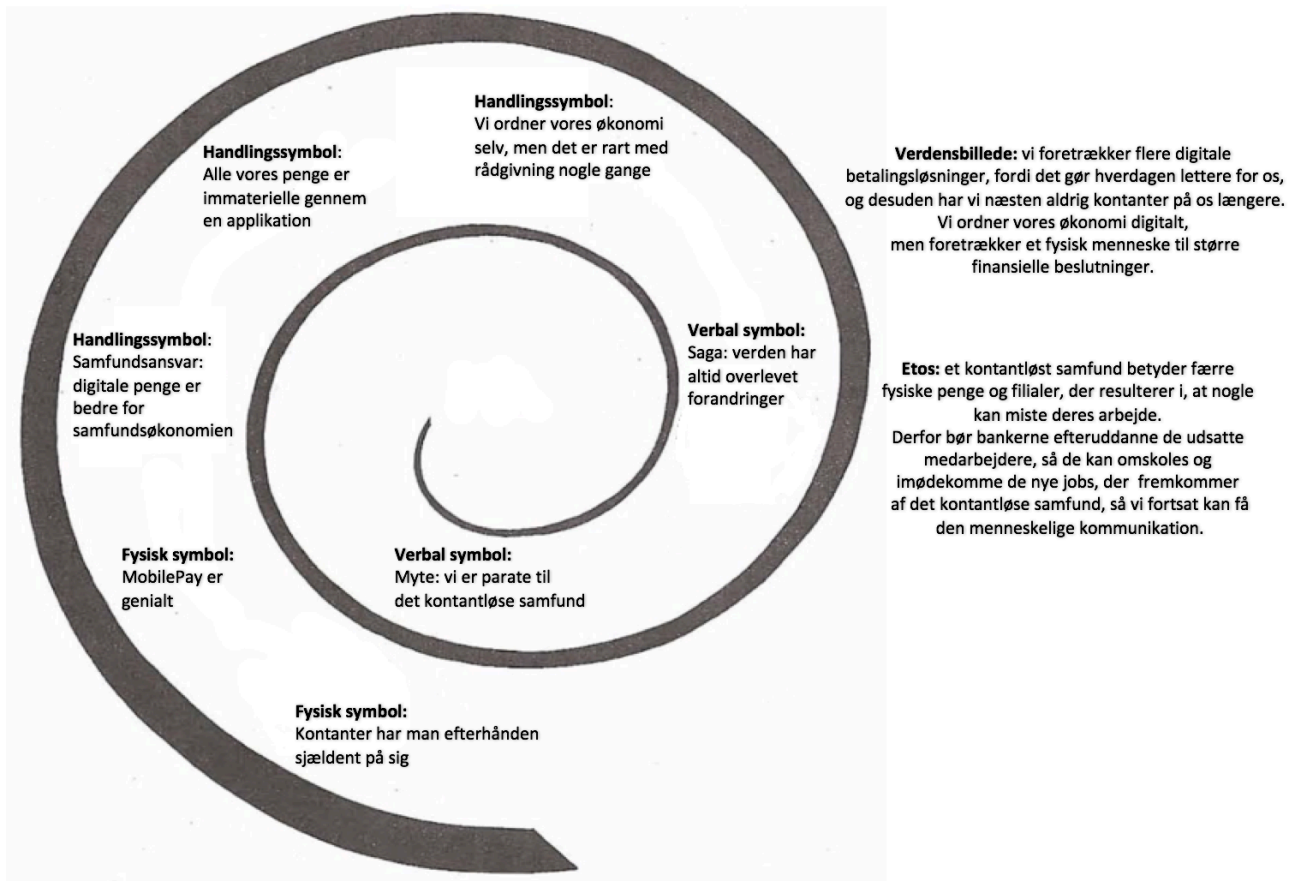 Handlingssymbol:
Vi ordner vores økonomi
selv, men det er rart med
rådgivning nogle gange
Handlingssymbol:
Alle vores penge er
immaterielle gennem
en applikation
Verdensbillede: vi foretrækker flere digitale
betalingsløsninger, fordi det gør hverdagen lettere for os,
og desuden har vi næsten aldrig kontanter på os længere.
Vi ordner vores økonomi digitalt,
men foretrækker et fysisk menneske til større
finansielle beslutninger.
Handlingssymbol:
Samfundsansvar:
digitale penge er
bedre for
samfundsøkonomien
Verbal symbol:
Saga: verden har
altid overlevet
forandringer
Etos: et kontantløst samfund betyder færre
fysiske penge og filialer, der resulterer i, at nogle
kan miste deres arbejde.
Derfor bør bankerne efteruddanne de udsatte
medarbejdere, så de kan omskoles og
imødekomme de nye jobs, der fremkommer
af det kontantløse samfund, så vi fortsat kan få
den menneskelige kommunikation.
Fysisk symbol:
MobilePay er
genialt
Verbal symbol:
Myte: vi er parate til
det kontantløse samfund
Fysisk symbol:
Kontanter har man efterhånden
sjældent på sig